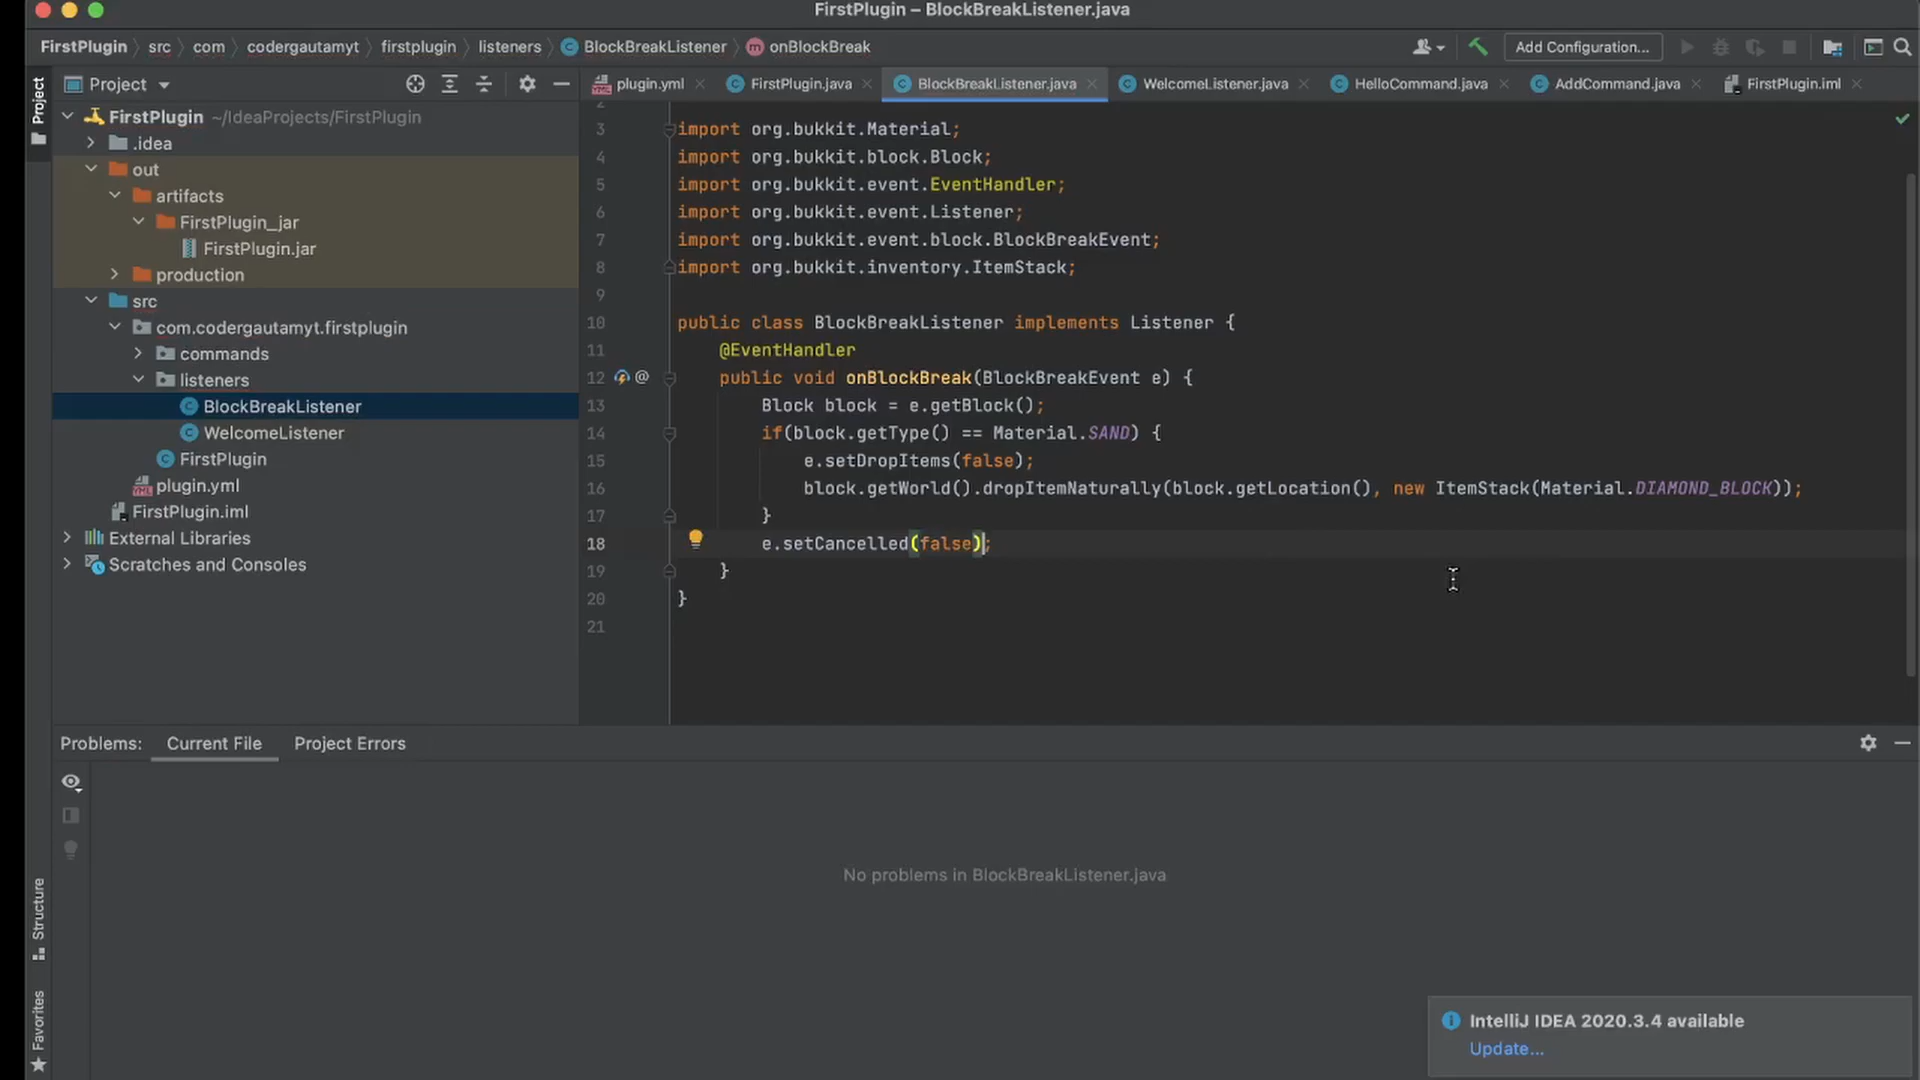 FirstPlugin – BlockBreakListener.java
FirstPlugin src com codergautamyt firstplugin listeners BlockBreakListener onBlockBreak Add Configuration...
Project plugin.yml FirstPlugin.java BlockBreakListener.java WelcomeListener.java HelloCommand.java AddCommand.java FirstPlugin.iml
Project
FirstPlugin ~/IdeaProjects/FirstPlugin
.idea
out
artifacts
FirstPlugin_jar
FirstPlugin.jar
production
src
com.codergautamyt.firstplugin
commands
listeners
BlockBreakListener
WelcomeListener
FirstPlugin
plugin.yml
FirstPlugin.iml
External Libraries
Scratches and Consoles
2
3 import org.bukkit.Material;
4 import org.bukkit.block.Block;
5 import org.bukkit.event.EventHandler;
6 import org.bukkit.event.Listener;
7 import org.bukkit.event.block.BlockBreakEvent;
8 import org.bukkit.inventory.ItemStack;
9
10 public class BlockBreakListener implements Listener {
11 @EventHandler
12 @ public void onBlockBreak(BlockBreakEvent e) {
13 Block block = e.getBlock();
14 if(block.getType() == Material.SAND) {
15 e.setDropItems(false);
16 block.getWorld().dropItemNaturally(block.getLocation(), new ItemStack(Material.DIAMOND_BLOCK));
17 }
18 e.setCancelled(false);
19 }
20 }
21
Problems: Current File Project Errors
No problems in BlockBreakListener.java
Structure
Favorites
IntelliJ IDEA 2020.3.4 available
Update...